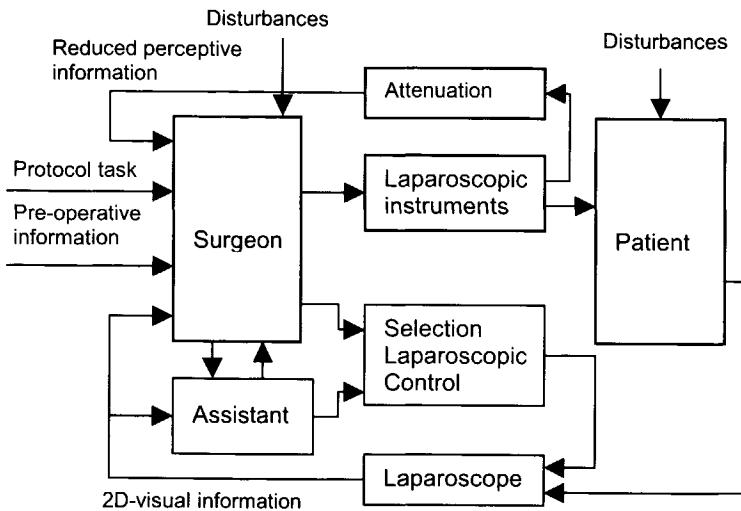 Disturbances
Reduced perceptive
information
Disturbances
Attenuation
Protocol task
Laparoscopic
instruments
Pre-operative
information
Surgeon
Patient
Selection
Laparoscopic
Control
Assistant
Laparoscope
2D-visual information